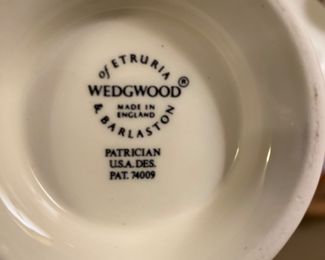 of ETRURIA
WEDGWOOD®
MADE IN
ENGLAND
& BARLASTON
PATRICIAN
U.S.A. DES.
PAT. 74009